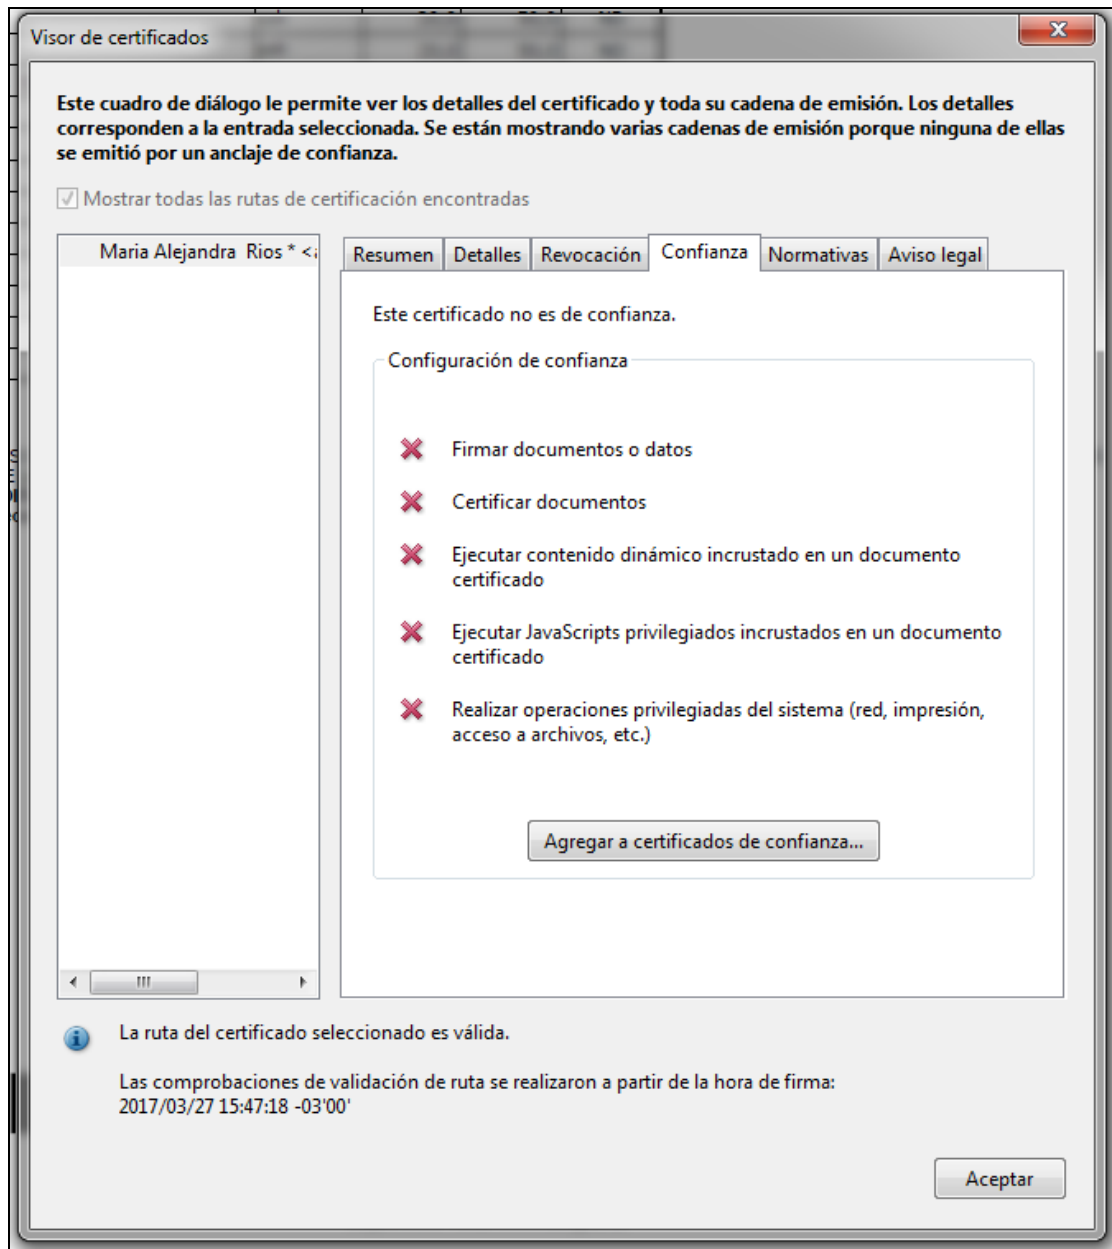 Visor de certificados
Este cuadro de diálogo le permite ver los detalles del certificado y toda su cadena de emisión. Los detalles
corresponden a la entrada seleccionada. Se están mostrando varias cadenas de emisión porque ninguna de ellas
se emitió por un anclaje de confianza.
Mostrar todas las rutas de certificación encontradas
Maria Alejandra Rios * <
Resumen Detalles Revocación Confianza Normativas Aviso legal
Este certificado no es de confianza.
Configuración de confianza
Firmar documentos o datos
Certificar documentos
Ejecutar contenido dinámico incrustado en un documento
certificado
Ejecutar JavaScripts privilegiados incrustados en un documento
certificado
Realizar operaciones privilegiadas del sistema (red, impresión,
acceso a archivos, etc.)
Agregar a certificados de confianza...
La ruta del certificado seleccionado es válida.
Las comprobaciones de validación de ruta se realizaron a partir de la hora de firma:
2017/03/27 15:47:18 -03'00'
Aceptar